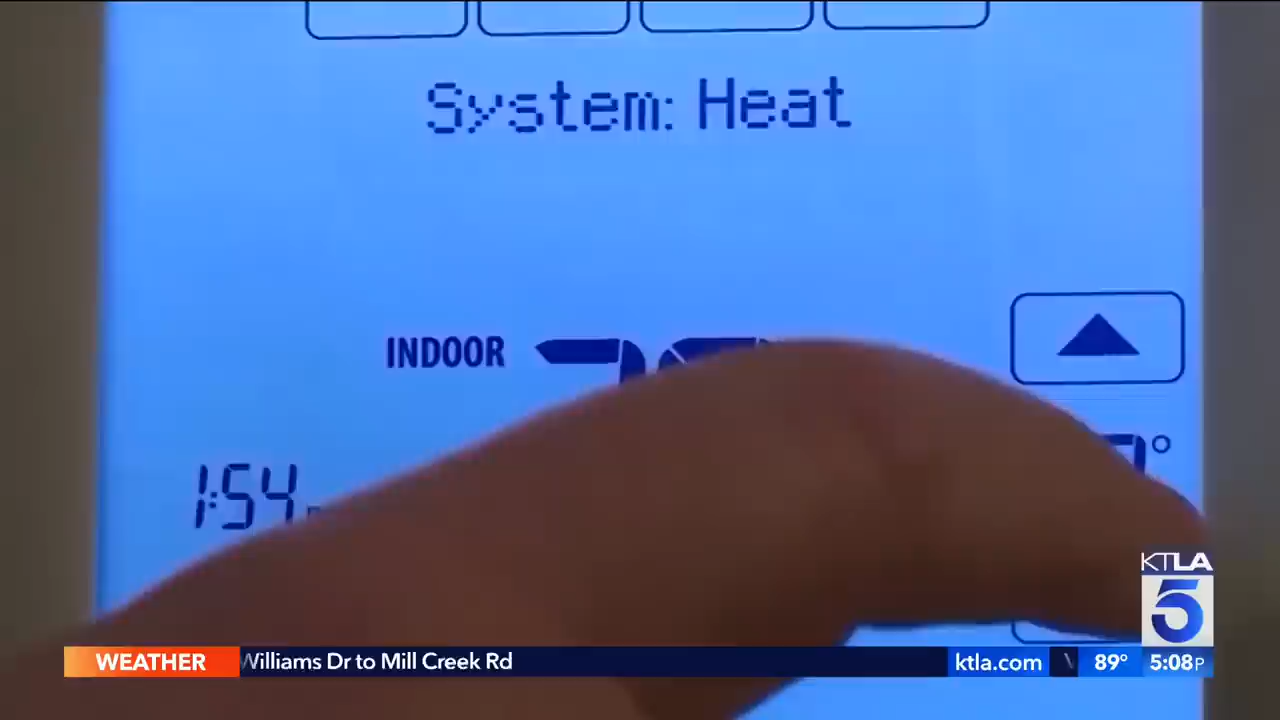 System: Heat
INDOOR
1:54
KTLA
5
WEATHER
Williams Dr to Mill Creek Rd
ktla.com
89°
5:08P